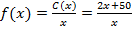 f(x) = C(x)/x = 2x+50/x